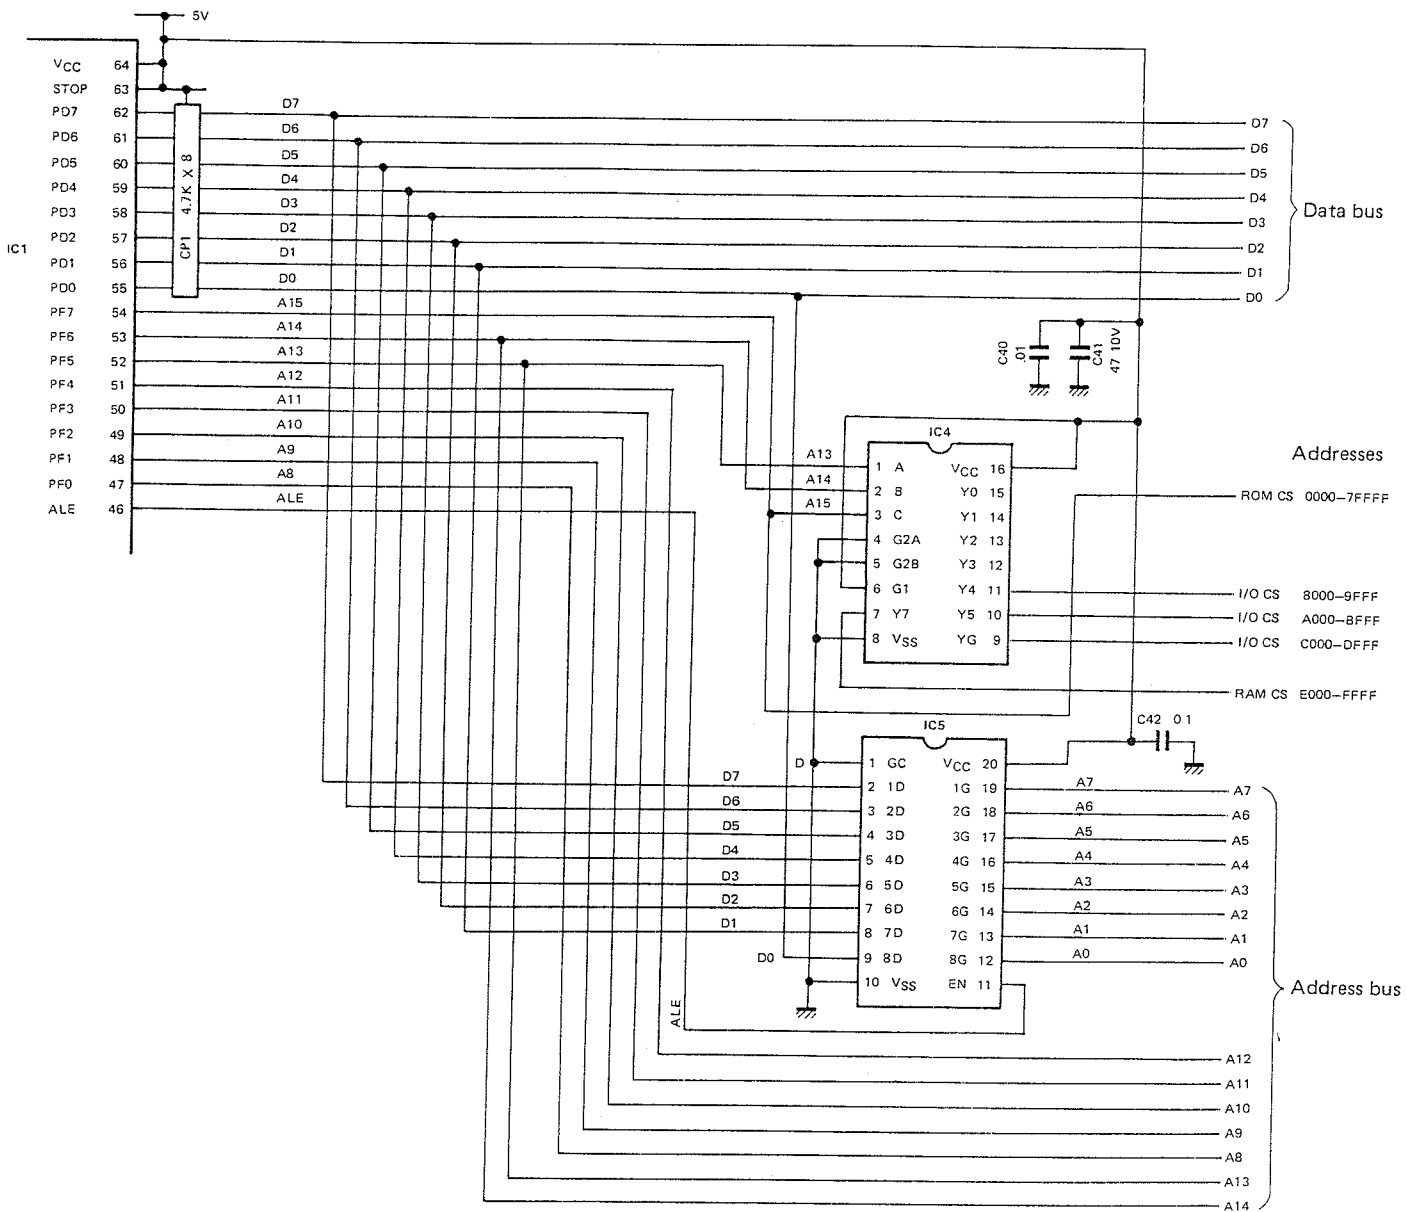 5V
VCC 64
STOP 63
PD7 62 D7 D7
PD6 61 D6 D6
PD5 60 D5 D5
PD4 59 D4 D4
PD3 58 D3 D3
PD2 57 D2 D2
PD1 56 D1 D1
PD0 55 D0 D0
CP1 4.7K X 8
Data bus
IC1
PF7 54 A15
PF6 53 A14
PF5 52 A13
PF4 51 A12
PF3 50 A11
PF2 49 A10
PF1 48 A9
PF0 47 A8
ALE 46 ALE
C40 .01
C41 47 10V
IC4
Addresses
A13 1 A VCC 16
A14 2 B Y0 15
ROM CS 0000-7FFFF
A15 3 C Y1 14
4 G2A Y2 13
5 G2B Y3 12
6 G1 Y4 11 I/O CS 8000-9FFF
7 Y7 Y5 10 I/O CS A000-BFFF
8 VSS YG 9 I/O CS C000-DFFF
RAM CS E000-FFFF
IC5
C42 0 1
D 1 GC VCC 20
D7 2 1D 1G 19 A7 A7
D6 3 2D 2G 18 A6 A6
D5 4 3D 3G 17 A5 A5
D4 5 4D 4G 16 A4 A4
D3 6 5D 5G 15 A3 A3
D2 7 6D 6G 14 A2 A2
D1 8 7D 7G 13 A1 A1
D0 9 8D 8G 12 A0 A0
10 VSS EN 11
Address bus
ALE
A12
A11
A10
A9
A8
A13
A14